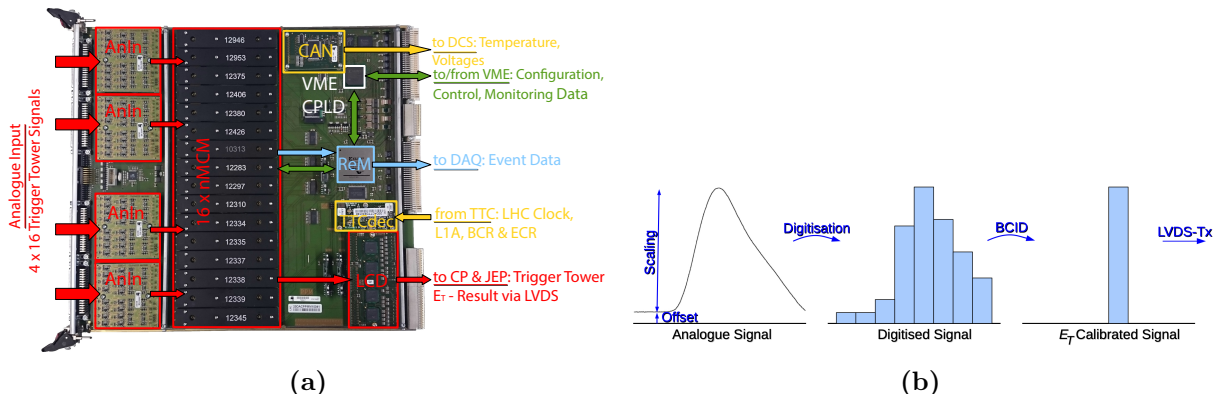 Analogue Input
4 x 16 Trigger Tower Signals
AnIn
AnIn
AnIn
AnIn
16 x nMCM
12946
12953
12375
12406
12380
12426
10313
12283
12297
12310
12334
12335
12337
12338
12339
12345
CAN
VME
CPLD
ReM
TTCdec
LCD
to DCS: Temperature,
Voltages
to/from VME: Configuration,
Control, Monitoring Data
to DAQ: Event Data
from TTC: LHC Clock,
L1A, BCR & ECR
to CP & JEP: Trigger Tower
ET - Result via LVDS
(a)
Scaling
Offset
Analogue Signal
Digitisation
Digitised Signal
BCID
ET Calibrated Signal
LVDS-Tx
(b)